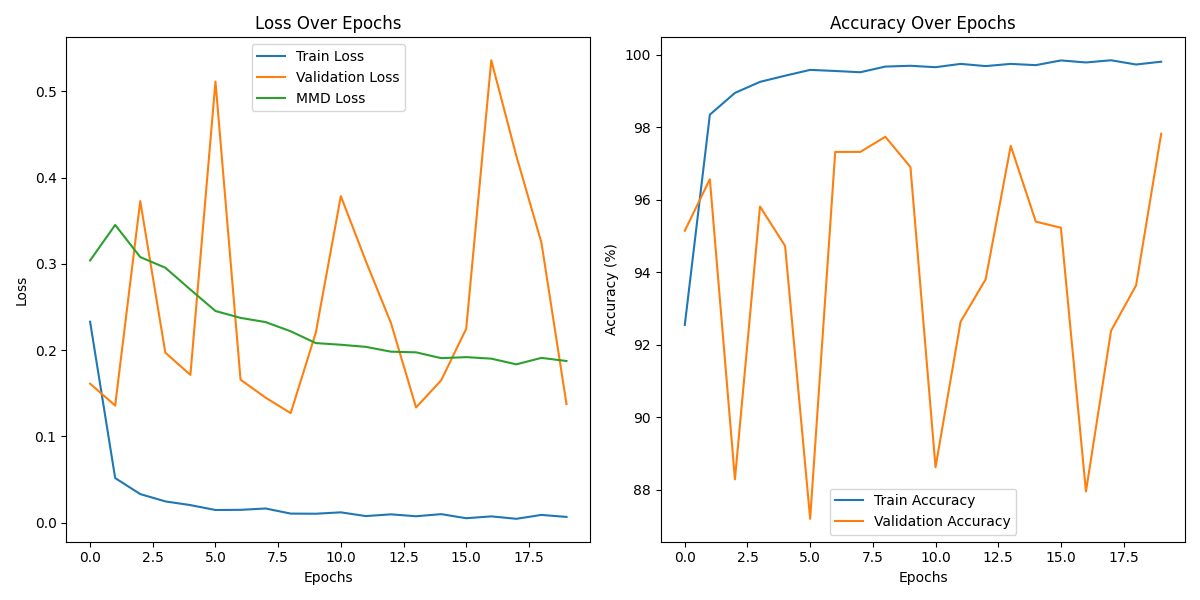 Loss Over Epochs
Train Loss
Validation Loss
MMD Loss
Loss
0.5
0.4
0.3
0.2
0.1
0.0
0.0 2.5 5.0 7.5 10.0 12.5 15.0 17.5
Epochs
Accuracy Over Epochs
Accuracy (%)
100
98
96
94
92
90
88
Train Accuracy
Validation Accuracy
0.0 2.5 5.0 7.5 10.0 12.5 15.0 17.5
Epochs